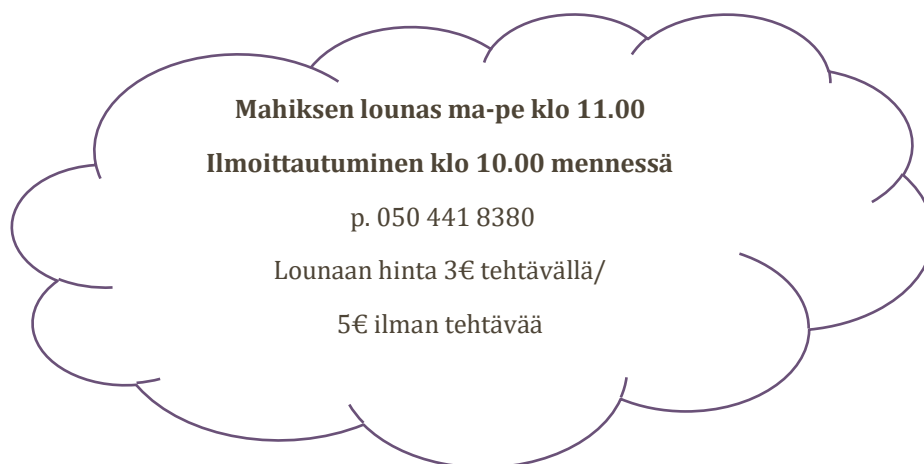 Mahiksen lounas ma-pe klo 11.00
Ilmoittautuminen klo 10.00 mennessä
p. 050 441 8380
Lounaan hinta 3€ tehtävällä/
5€ ilman tehtävää